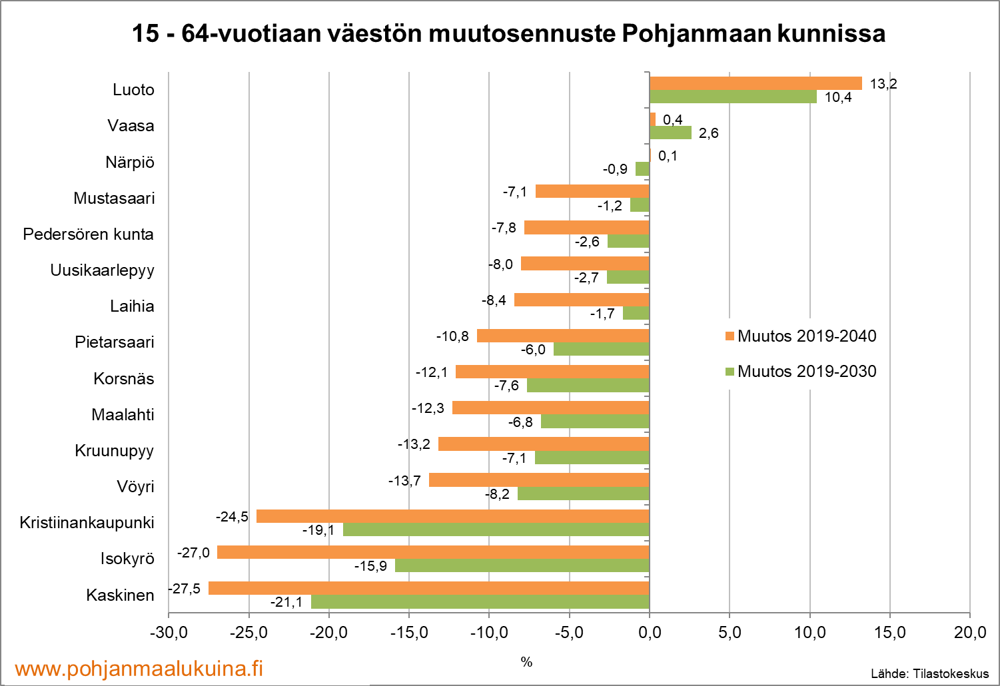 15 - 64-vuotiaan väestön muutosennuste Pohjanmaan kunnissa
Luoto
13,2
10,4
Vaasa
0,4
2,6
Närpiö
0,1
-0,9
Mustasaari
-7,1
-1,2
Pedersören kunta
-7,8
-2,6
Uusikaarlepyy
-8,0
-2,7
Laihia
-8,4
-1,7
Pietarsaari
-10,8
-6,0
Korsnäs
-12,1
-7,6
Maalahti
-12,3
-6,8
Kruunupyy
-13,2
-7,1
Vöyri
-13,7
-8,2
Kristiinankaupunki
-24,5
-19,1
Isokyrö
-27,0
-15,9
Kaskinen
-27,5
-21,1
Muutos 2019-2040
Muutos 2019-2030
-30,0 -25,0 -20,0 -15,0 -10,0 -5,0 0,0 5,0 10,0 15,0 20,0
%
www.pohjanmaalukuina.fi
Lähde: Tilastokeskus